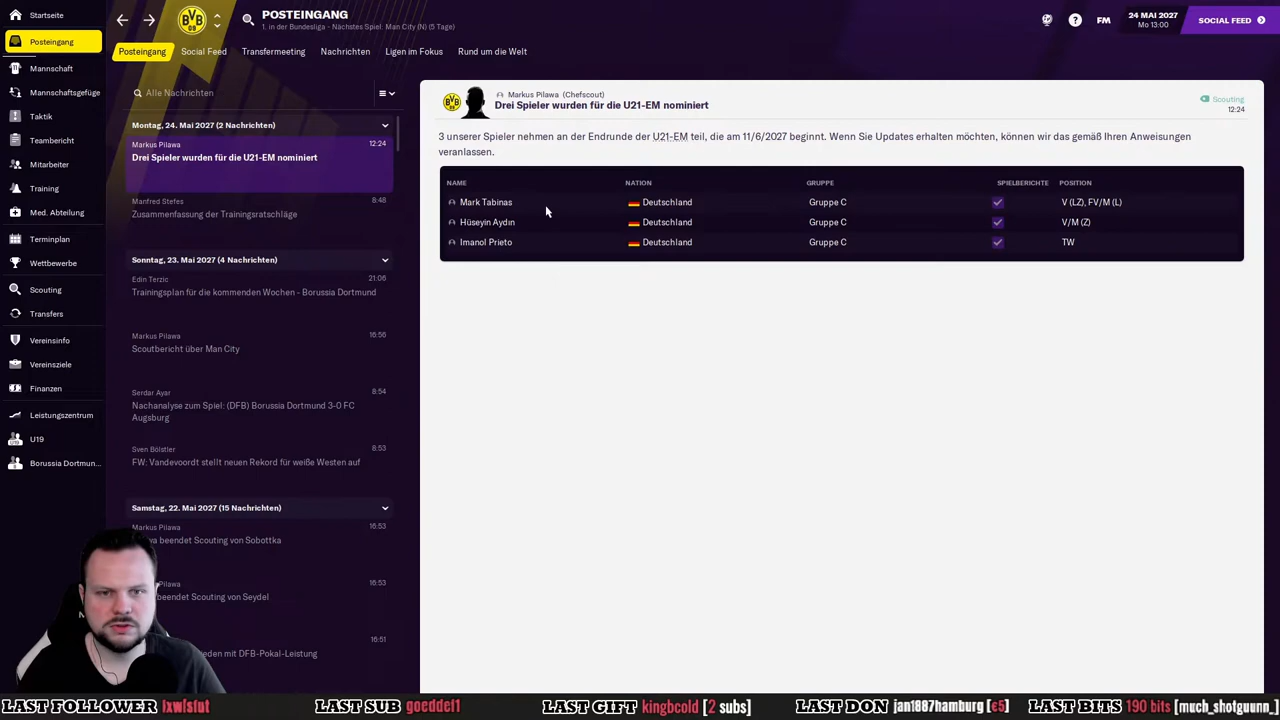 Startseite
Posteingang
Mannschaft
Mannschaftsgefüge
Taktik
Teambericht
Mitarbeiter
Training
Med. Abteilung
Terminplan
Wettbewerbe
Scouting
Transfers
Vereinsinfo
Vereinsziele
Finanzen
Leistungszentrum
U19
Borussia Dortmun...
POSTEINGANG
1. in der Bundesliga - Nächstes Spiel: Man City (N) (5 Tage)
FM
24 MAI 2027
Mo 13:00
SOCIAL FEED
Posteingang Social Feed Transfermeeting Nachrichten Ligen im Fokus Rund um die Welt
Alle Nachrichten
Montag, 24. Mai 2027 (2 Nachrichten)
Markus Pilawa 12:24
Drei Spieler wurden für die U21-EM nominiert
Manfred Stefes 8:48
Zusammenfassung der Trainingsratschläge
Sonntag, 23. Mai 2027 (4 Nachrichten)
Edin Terzic 21:06
Trainingsplan für die kommenden Wochen - Borussia Dortmund
Markus Pilawa 16:56
Scoutbericht über Man City
Serdar Ayar 8:54
Nachanalyse zum Spiel: (DFB) Borussia Dortmund 3-0 FC
Augsburg
Sven Bölstler 8:53
FW: Vandevoordt stellt neuen Rekord für weiße Westen auf
Samstag, 22. Mai 2027 (15 Nachrichten)
Markus Pilawa 16:53
beendet Scouting von Sobottka
Pilawa 16:53
beendet Scouting von Seydel
16:51
mit DFB-Pokal-Leistung
Markus Pilawa (Chefscout)
Drei Spieler wurden für die U21-EM nominiert
Scouting
12:24
3 unserer Spieler nehmen an der Endrunde der U21-EM teil, die am 11/6/2027 beginnt. Wenn Sie Updates erhalten möchten, können wir das gemäß Ihren Anweisungen
veranlassen.
NAME NATION GRUPPE SPIELBERICHTE POSITION
Mark Tabinas Deutschland Gruppe C V (LZ), FV/M (L)
Hüseyin Aydın Deutschland Gruppe C V/M (Z)
Imanol Prieto Deutschland Gruppe C TW
LAST FOLLOWER ixwisfut LAST SUB goeddef1 LAST GIFT kingbcold [2 subs] LAST DON jan1887hamburg [€5] LAST BITS 190 bits [much_shotguunn_]